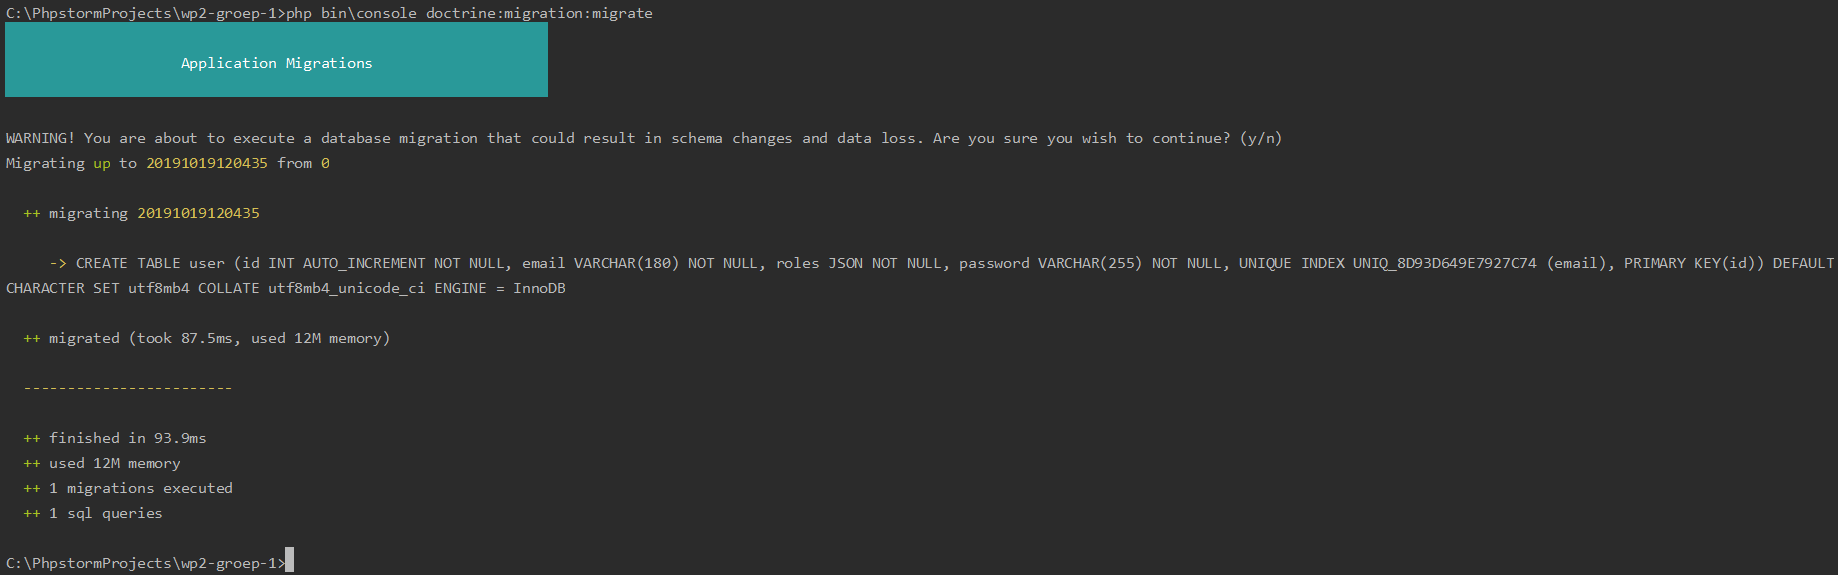 C:\PhpstormProjects\wp2-groep-1>php bin\console doctrine:migration:migrate
Application Migrations
WARNING! You are about to execute a database migration that could result in schema changes and data loss. Are you sure you wish to continue? (y/n)
Migrating up to 20191019120435 from 0
++ migrating 20191019120435
-> CREATE TABLE user (id INT AUTO_INCREMENT NOT NULL, email VARCHAR(180) NOT NULL, roles JSON NOT NULL, password VARCHAR(255) NOT NULL, UNIQUE INDEX UNIQ_8D93D649E7927C74 (email), PRIMARY KEY(id)) DEFAULT
CHARACTER SET utf8mb4 COLLATE utf8mb4_unicode_ci ENGINE = InnoDB
++ migrated (took 87.5ms, used 12M memory)
------------------------
++ finished in 93.9ms
++ used 12M memory
++ 1 migrations executed
++ 1 sql queries
C:\PhpstormProjects\wp2-groep-1>